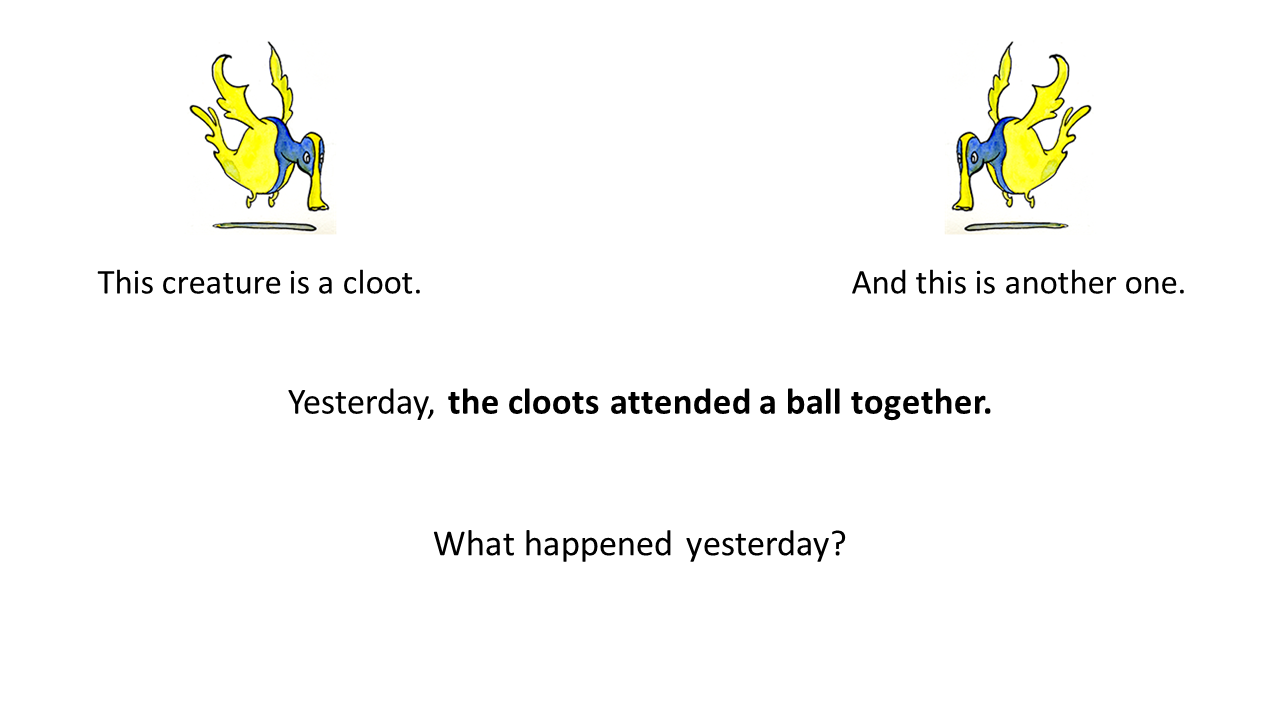 This creature is a cloot.
And this is another one.
Yesterday, the cloots attended a ball together.
What happened yesterday?